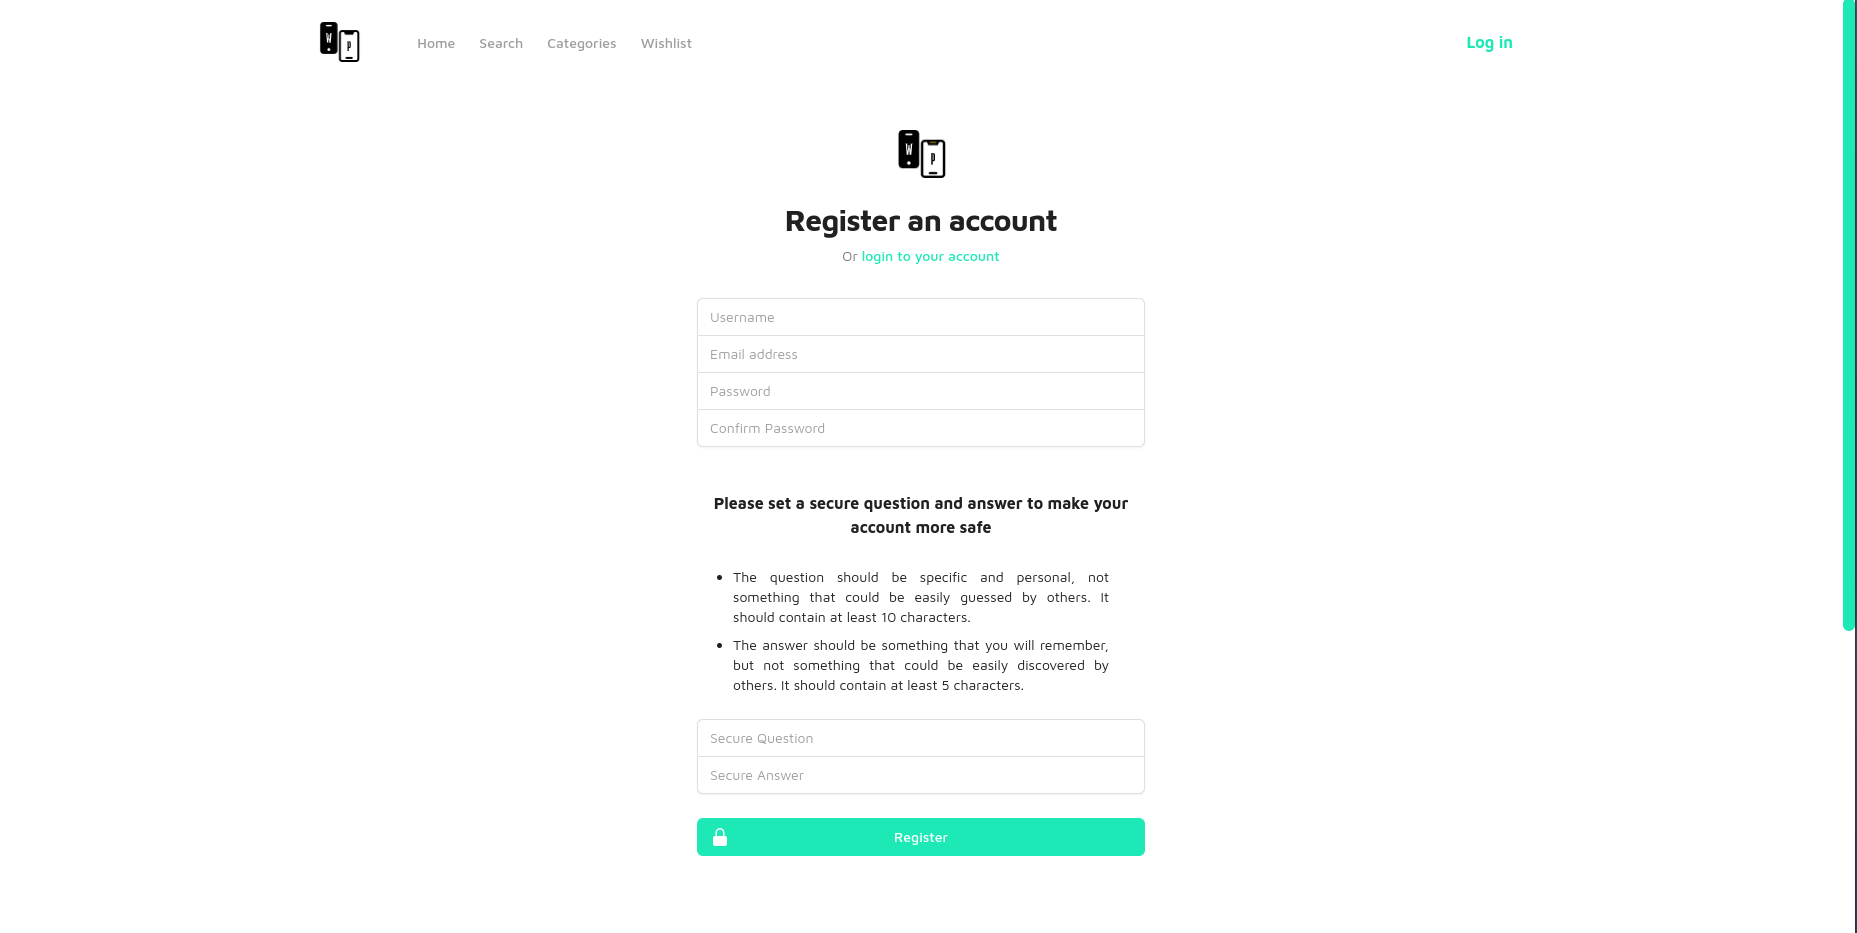 W
P
Home Search Categories Wishlist
Log in
W
P
Register an account
Or login to your account
Username
Email address
Password
Confirm Password
Please set a secure question and answer to make your
account more safe
The question should be specific and personal, not
something that could be easily guessed by others. It
should contain at least 10 characters.
The answer should be something that you will remember,
but not something that could be easily discovered by
others. It should contain at least 5 characters.
Secure Question
Secure Answer
Register